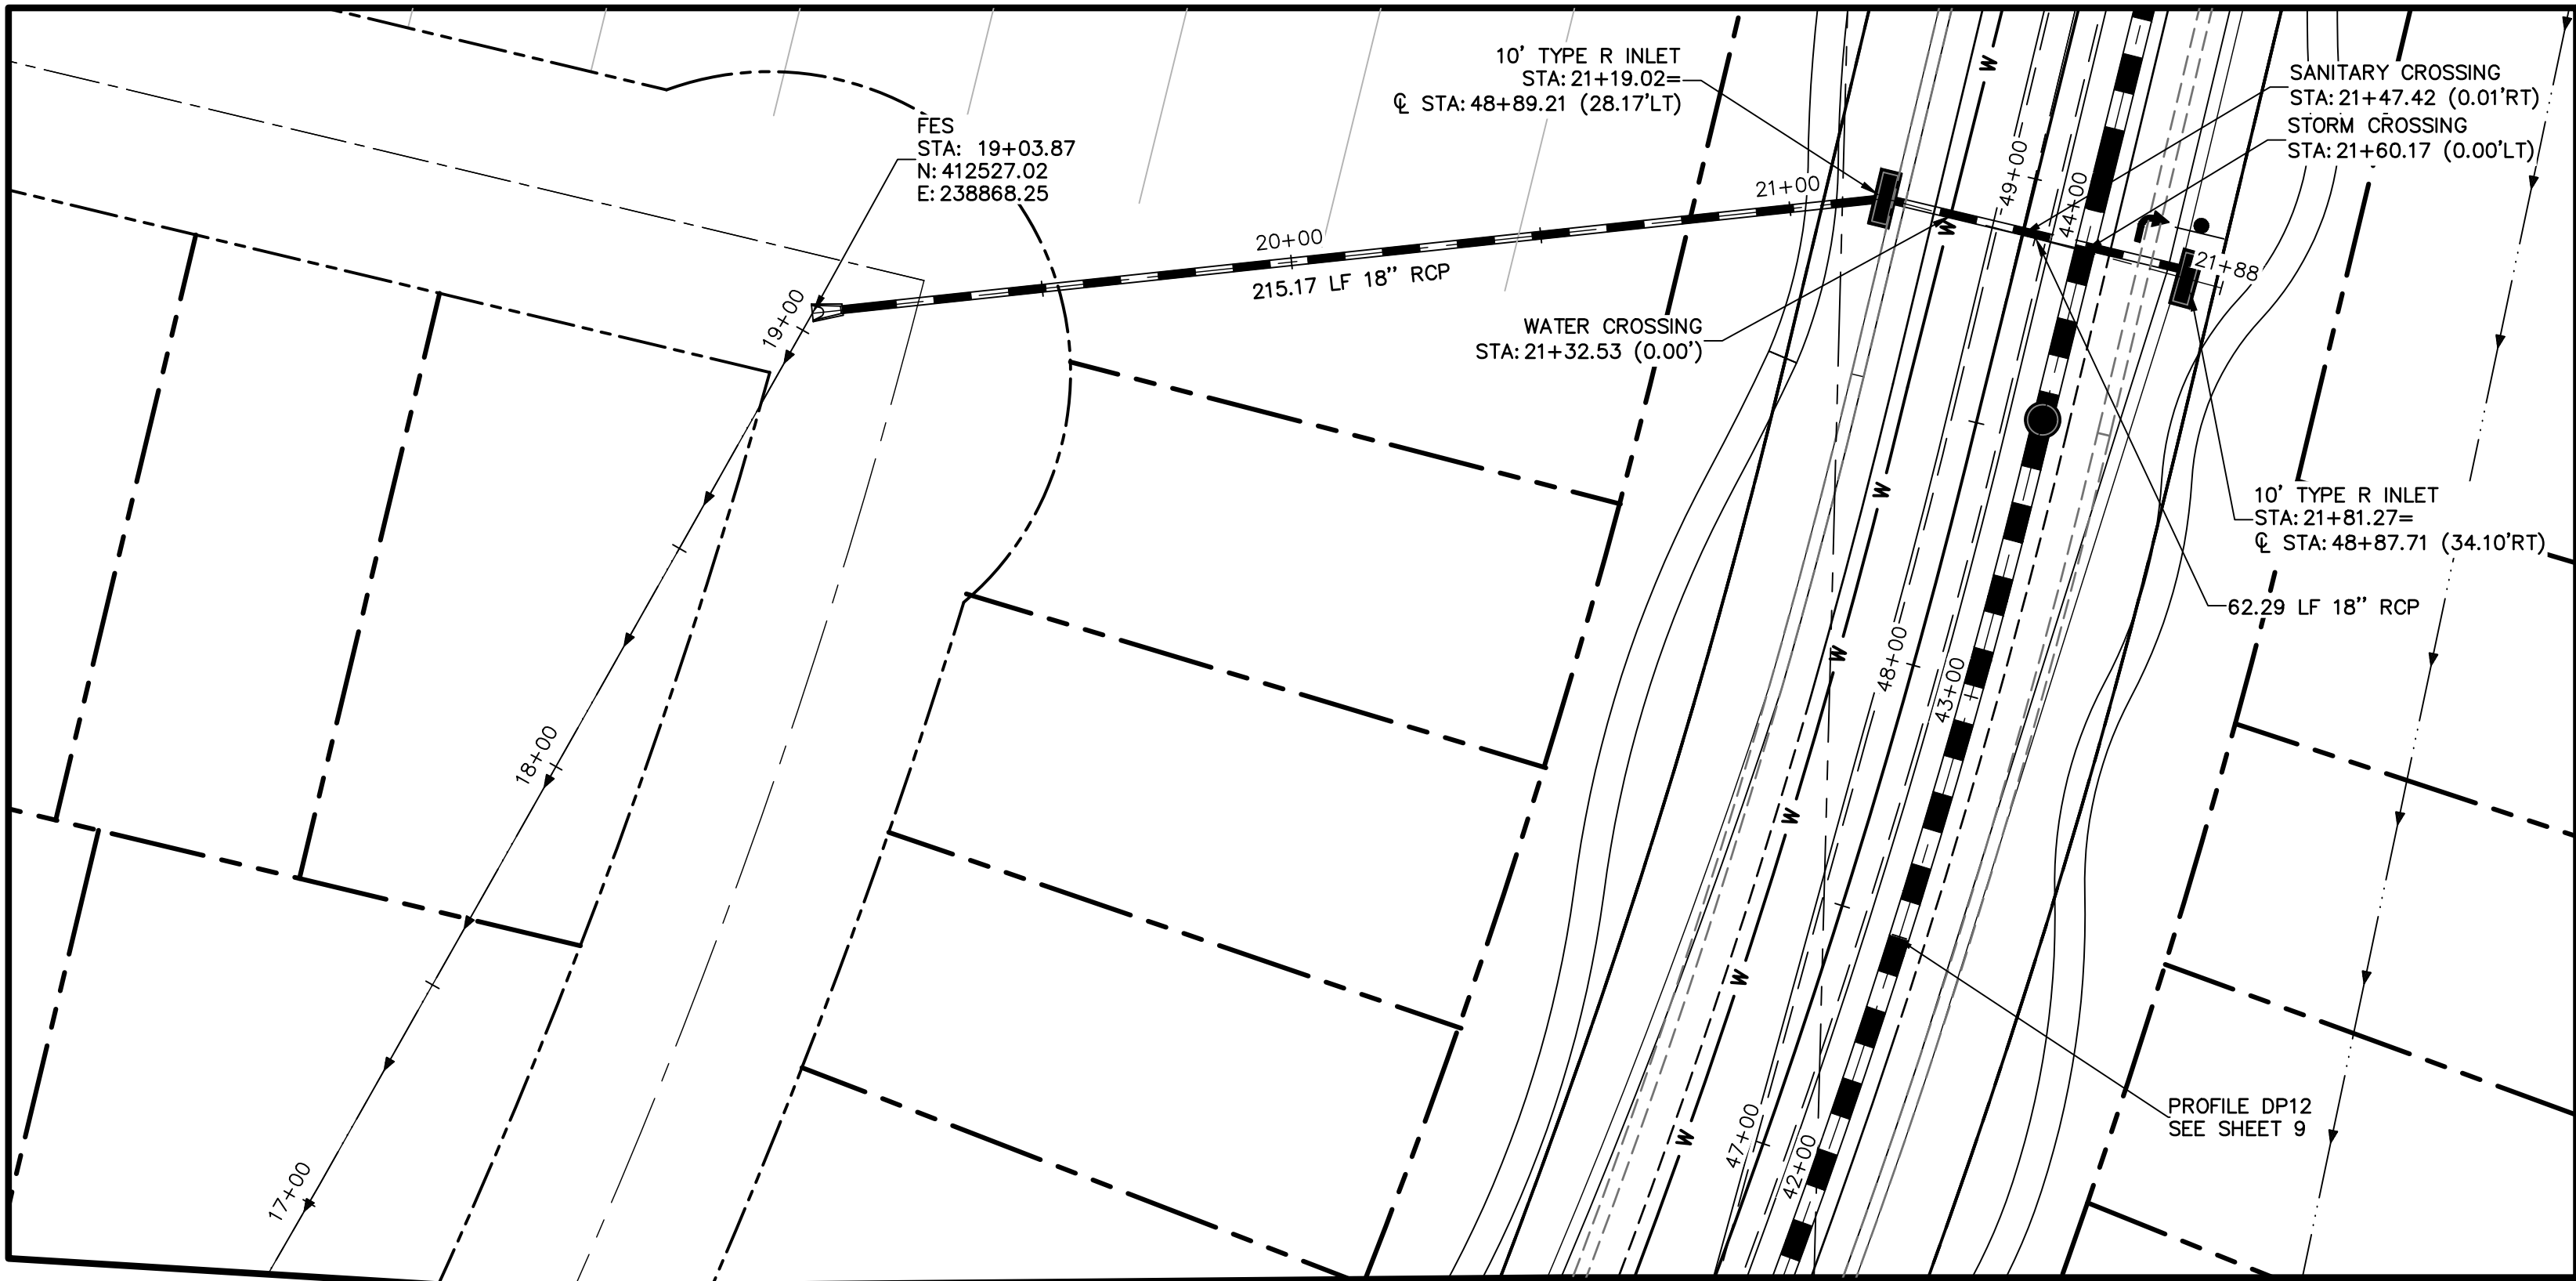 10' TYPE R INLET
STA: 21+19.02=
℄ STA: 48+89.21 (28.17'LT)
SANITARY CROSSING
STA: 21+47.42 (0.01'RT)
STORM CROSSING
STA: 21+60.17 (0.00'LT)
FES
STA: 19+03.87
N: 412527.02
E: 238868.25
W
49+00
44+00
21+00
20+00
215.17 LF 18" RCP
W
21+88
19+00
WATER CROSSING
STA: 21+32.53 (0.00')
W
10' TYPE R INLET
STA: 21+81.27=
℄ STA: 48+87.71 (34.10'RT)
62.29 LF 18" RCP
W
48+00
43+00
18+00
W
W
PROFILE DP12
SEE SHEET 9
W
47+00
42+00
17+00